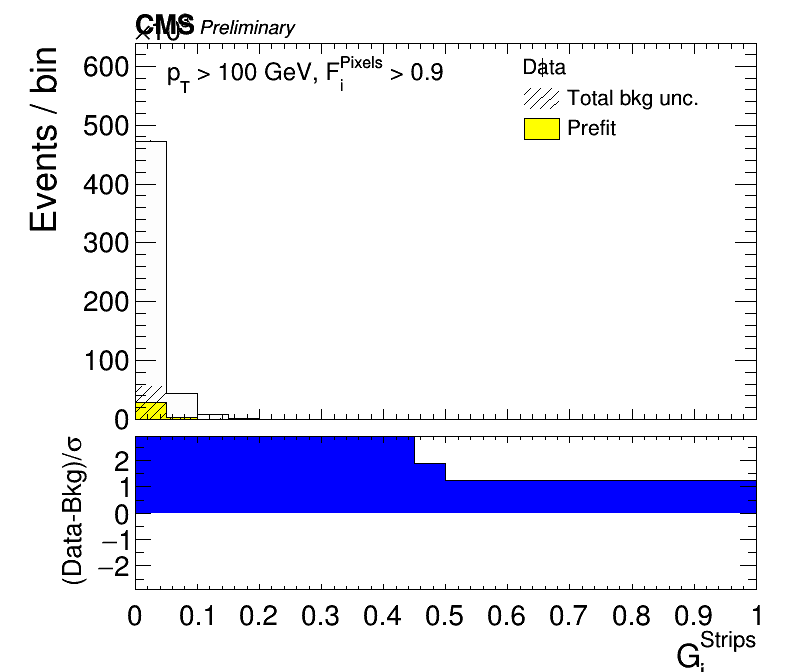 CMS Preliminary
×10
Events / bin
600
500
400
300
200
100
0
p_T > 100 GeV, F_i^Pixels > 0.9
Data
Total bkg unc.
Prefit
(Data-Bkg)/σ
2
1
0
−1
−2
0 0.1 0.2 0.3 0.4 0.5 0.6 0.7 0.8 0.9 1
G_i^Strips